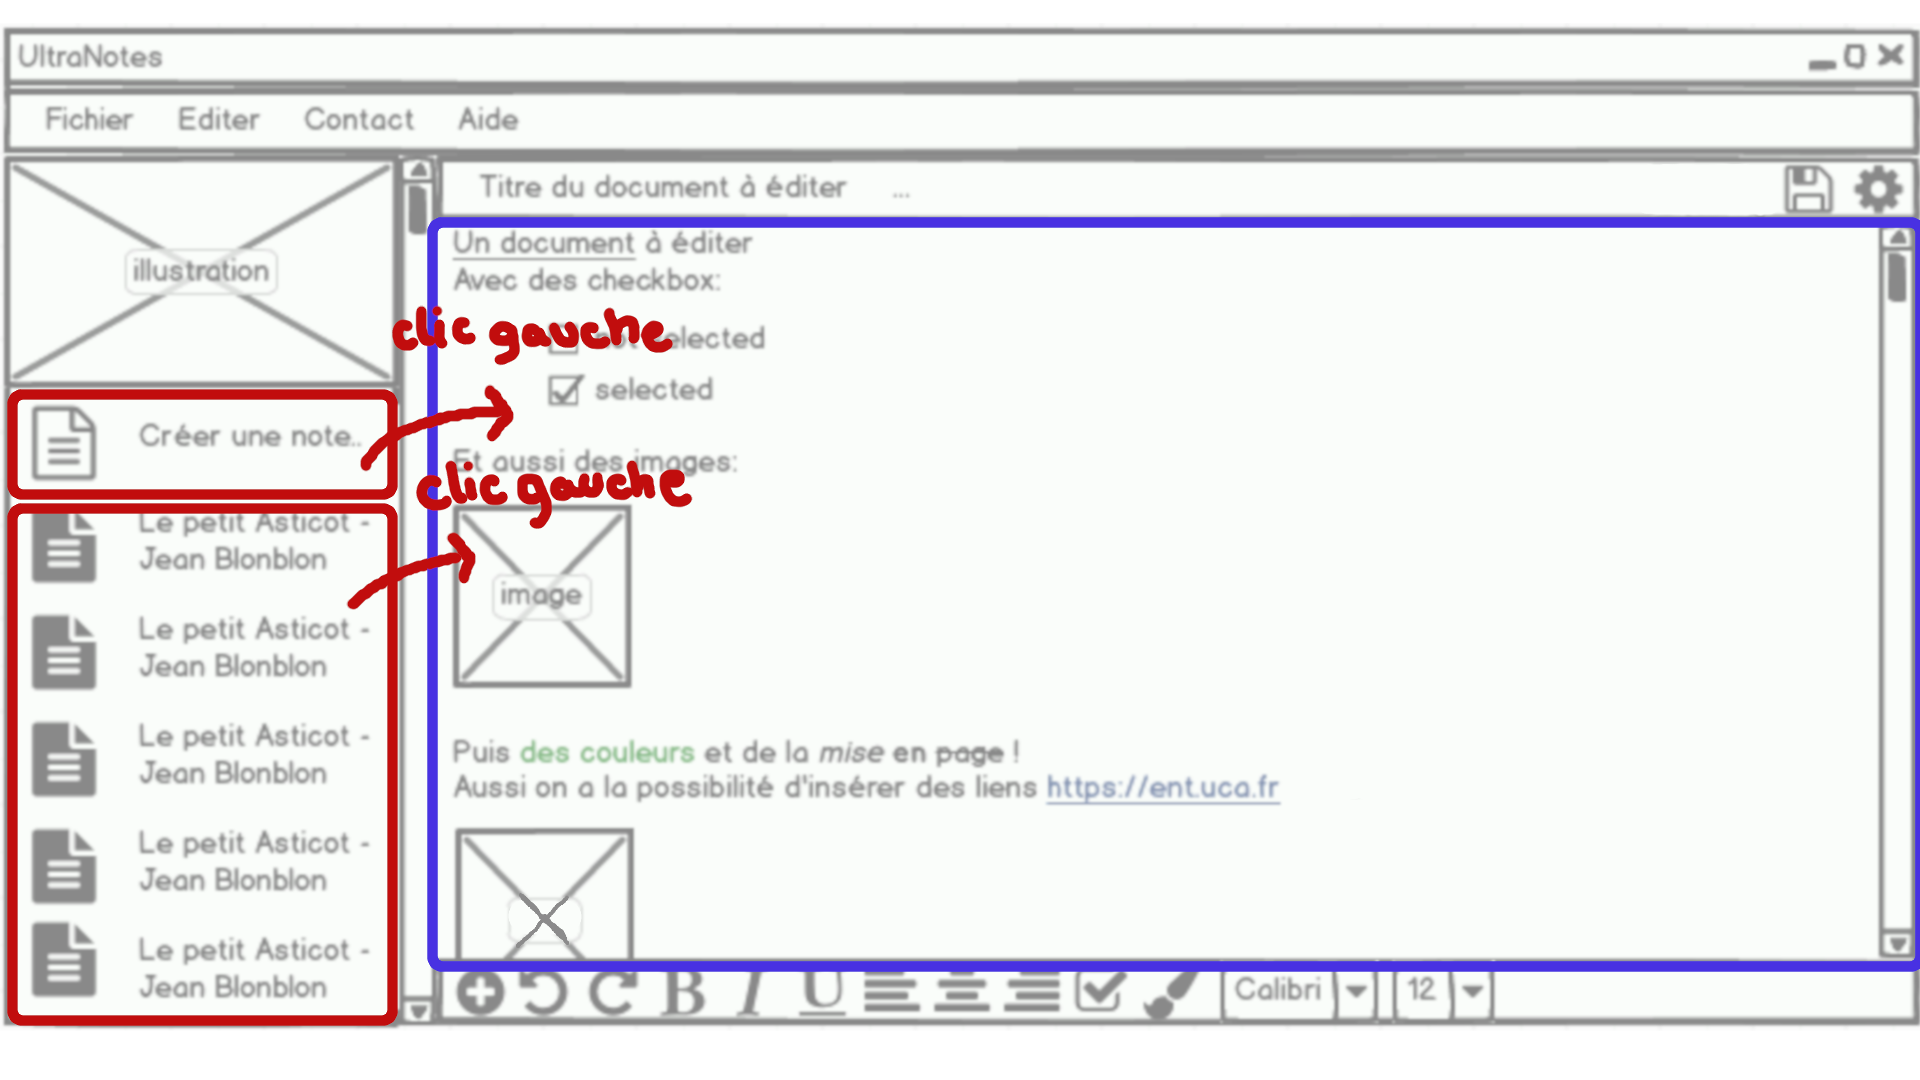 UltraNotes
Fichier Editer Contact Aide
illustration
Créer une note..
Le petit Asticot -
Jean Blonblon
Le petit Asticot -
Jean Blonblon
Le petit Asticot -
Jean Blonblon
Le petit Asticot -
Jean Blonblon
Le petit Asticot -
Jean Blonblon
Titre du document à éditer ...
Un document à éditer
Avec des checkbox:
clic gauche
selected
selected
Et aussi des images:
clic gauche
image
Puis des couleurs et de la mise en page !
Aussi on a la possibilité d'insérer des liens https://ent.uca.fr
B I U Calibri 12